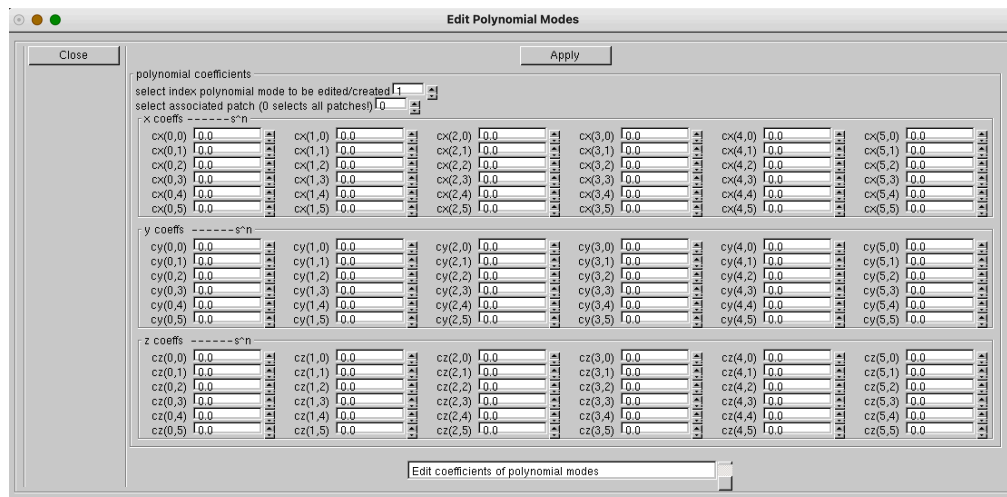 Edit Polynomial Modes
Close
Apply
polynomial coefficients
select index polynomial mode to be edited/created 1
select associated patch (0 selects all patches!) 0
x coeffs ------s^n
cx(0,0) 0.0 cx(1,0) 0.0 cx(2,0) 0.0 cx(3,0) 0.0 cx(4,0) 0.0 cx(5,0) 0.0
cx(0,1) 0.0 cx(1,1) 0.0 cx(2,1) 0.0 cx(3,1) 0.0 cx(4,1) 0.0 cx(5,1) 0.0
cx(0,2) 0.0 cx(1,2) 0.0 cx(2,2) 0.0 cx(3,2) 0.0 cx(4,2) 0.0 cx(5,2) 0.0
cx(0,3) 0.0 cx(1,3) 0.0 cx(2,3) 0.0 cx(3,3) 0.0 cx(4,3) 0.0 cx(5,3) 0.0
cx(0,4) 0.0 cx(1,4) 0.0 cx(2,4) 0.0 cx(3,4) 0.0 cx(4,4) 0.0 cx(5,4) 0.0
cx(0,5) 0.0 cx(1,5) 0.0 cx(2,5) 0.0 cx(3,5) 0.0 cx(4,5) 0.0 cx(5,5) 0.0
y coeffs ------s^n
cy(0,0) 0.0 cy(1,0) 0.0 cy(2,0) 0.0 cy(3,0) 0.0 cy(4,0) 0.0 cy(5,0) 0.0
cy(0,1) 0.0 cy(1,1) 0.0 cy(2,1) 0.0 cy(3,1) 0.0 cy(4,1) 0.0 cy(5,1) 0.0
cy(0,2) 0.0 cy(1,2) 0.0 cy(2,2) 0.0 cy(3,2) 0.0 cy(4,2) 0.0 cy(5,2) 0.0
cy(0,3) 0.0 cy(1,3) 0.0 cy(2,3) 0.0 cy(3,3) 0.0 cy(4,3) 0.0 cy(5,3) 0.0
cy(0,4) 0.0 cy(1,4) 0.0 cy(2,4) 0.0 cy(3,4) 0.0 cy(4,4) 0.0 cy(5,4) 0.0
cy(0,5) 0.0 cy(1,5) 0.0 cy(2,5) 0.0 cy(3,5) 0.0 cy(4,5) 0.0 cy(5,5) 0.0
z coeffs ------s^n
cz(0,0) 0.0 cz(1,0) 0.0 cz(2,0) 0.0 cz(3,0) 0.0 cz(4,0) 0.0 cz(5,0) 0.0
cz(0,1) 0.0 cz(1,1) 0.0 cz(2,1) 0.0 cz(3,1) 0.0 cz(4,1) 0.0 cz(5,1) 0.0
cz(0,2) 0.0 cz(1,2) 0.0 cz(2,2) 0.0 cz(3,2) 0.0 cz(4,2) 0.0 cz(5,2) 0.0
cz(0,3) 0.0 cz(1,3) 0.0 cz(2,3) 0.0 cz(3,3) 0.0 cz(4,3) 0.0 cz(5,3) 0.0
cz(0,4) 0.0 cz(1,4) 0.0 cz(2,4) 0.0 cz(3,4) 0.0 cz(4,4) 0.0 cz(5,4) 0.0
cz(0,5) 0.0 cz(1,5) 0.0 cz(2,5) 0.0 cz(3,5) 0.0 cz(4,5) 0.0 cz(5,5) 0.0
Edit coefficients of polynomial modes